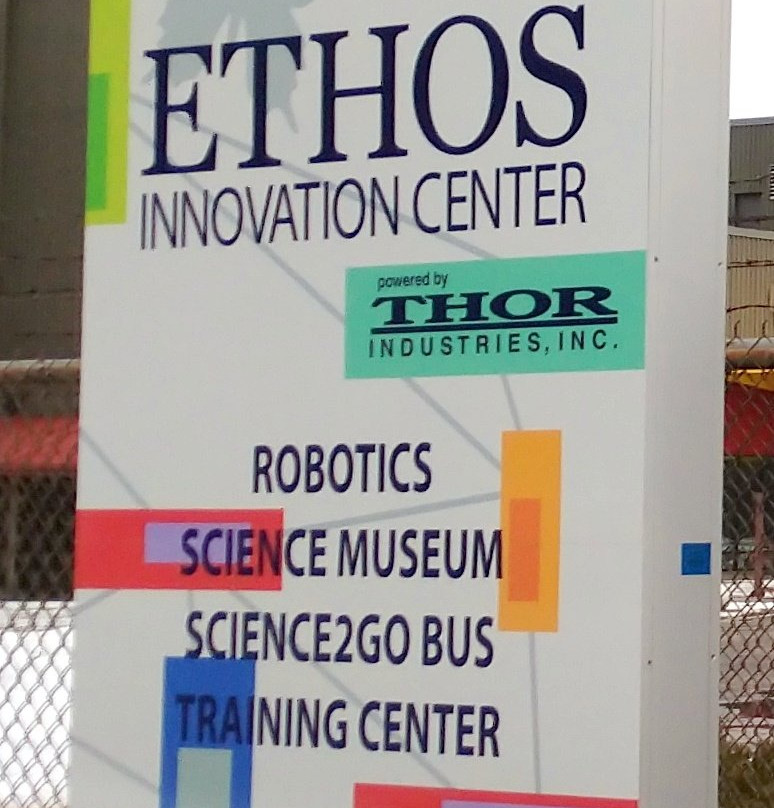 ETHOS
INNOVATION CENTER
powered by
THOR
INDUSTRIES, INC.
ROBOTICS
SCIENCE MUSEUM
SCIENCE2GO BUS
TRAINING CENTER